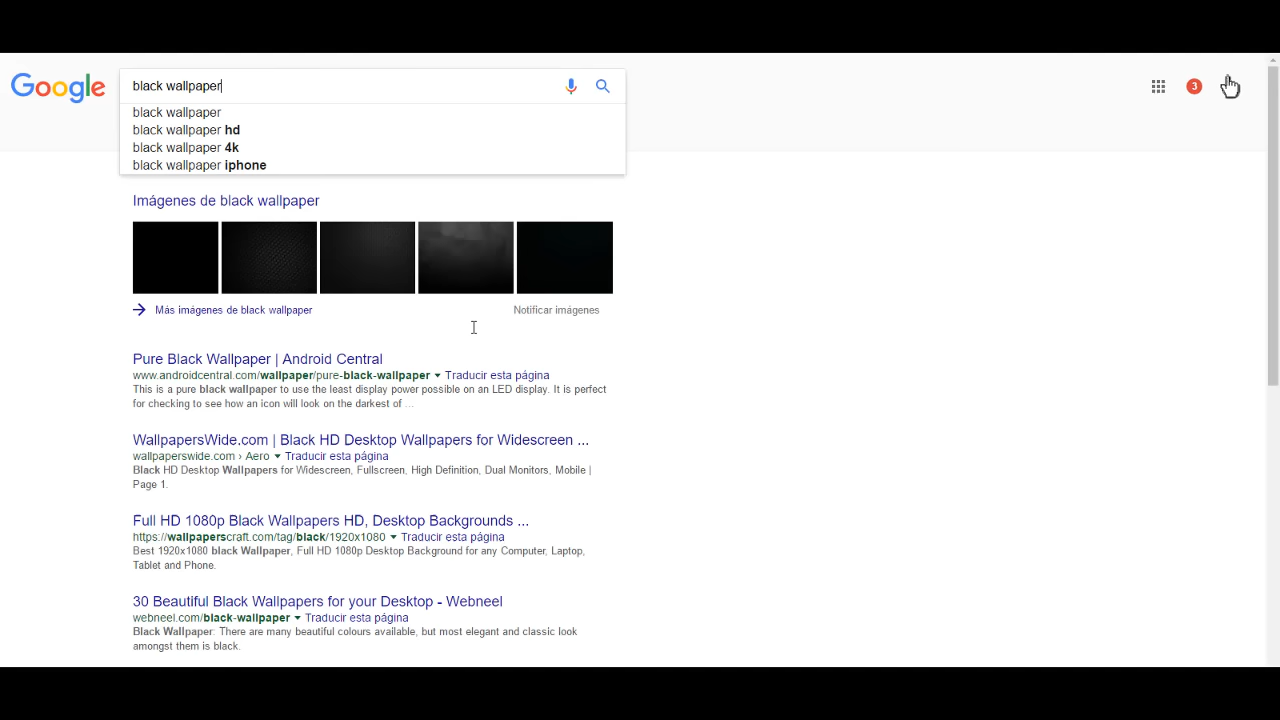 Google
black wallpaper
3
black wallpaper
black wallpaper hd
black wallpaper 4k
black wallpaper iphone
Imágenes de black wallpaper
Más imágenes de black wallpaper
Notificar imágenes
Pure Black Wallpaper | Android Central
www.androidcentral.com/wallpaper/pure-black-wallpaper Traducir esta página
This is a pure black wallpaper to use the least display power possible on an LED display. It is perfect
for checking to see how an icon will look on the darkest of ...
WallpapersWide.com | Black HD Desktop Wallpapers for Widescreen ...
wallpaperswide.com › Aero Traducir esta página
Black HD Desktop Wallpapers for Widescreen, Fullscreen, High Definition, Dual Monitors, Mobile |
Page 1.
Full HD 1080p Black Wallpapers HD, Desktop Backgrounds ...
https://wallpaperscraft.com/tag/black/1920x1080 Traducir esta página
Best 1920x1080 black Wallpaper, Full HD 1080p Desktop Background for any Computer, Laptop,
Tablet and Phone.
30 Beautiful Black Wallpapers for your Desktop - Webneel
webneel.com/black-wallpaper Traducir esta página
Black Wallpaper: There are many beautiful colours available, but most elegant and classic look
amongst them is black.